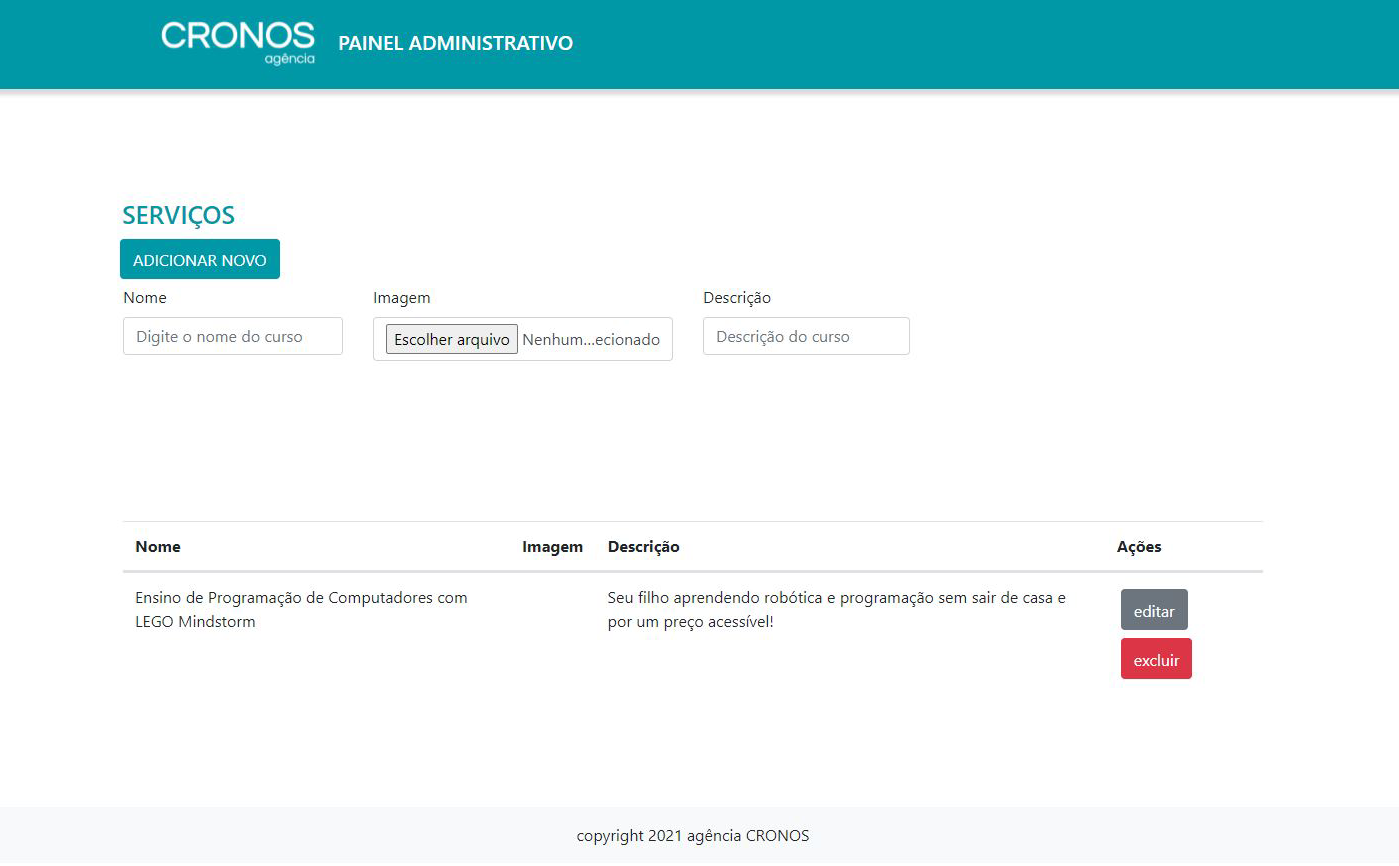 CRONOS
agência
PAINEL ADMINISTRATIVO
SERVIÇOS
ADICIONAR NOVO
Nome Imagem Descrição
Digite o nome do curso Escolher arquivo Nenhum...ecionado Descrição do curso
Nome Imagem Descrição Ações
Ensino de Programação de Computadores com Seu filho aprendendo robótica e programação sem sair de casa e
LEGO Mindstorm por um preço acessível!
editar
excluir
copyright 2021 agência CRONOS